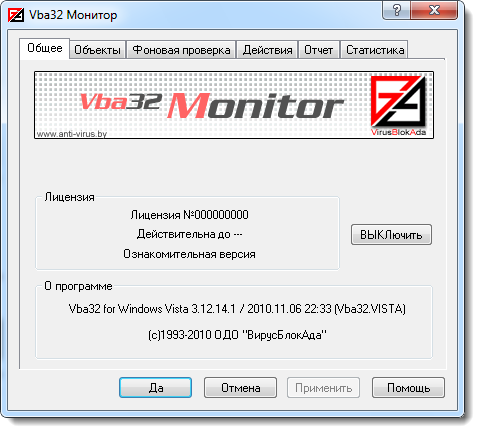 Vba32 Монитор
Общее
Объекты
Фоновая проверка
Действия
Отчет
Статистика
Vba32 Monitor
www.anti-virus.by
VirusBlokAda
Лицензия
Лицензия №000000000
Действительна до ---
Ознакомительная версия
ВЫКЛючить
О программе
Vba32 for Windows Vista 3.12.14.1 / 2010.11.06 22:33 (Vba32.VISTA)
(c)1993-2010 ОДО "ВирусБлокАда"
Да
Отмена
Применить
Помощь